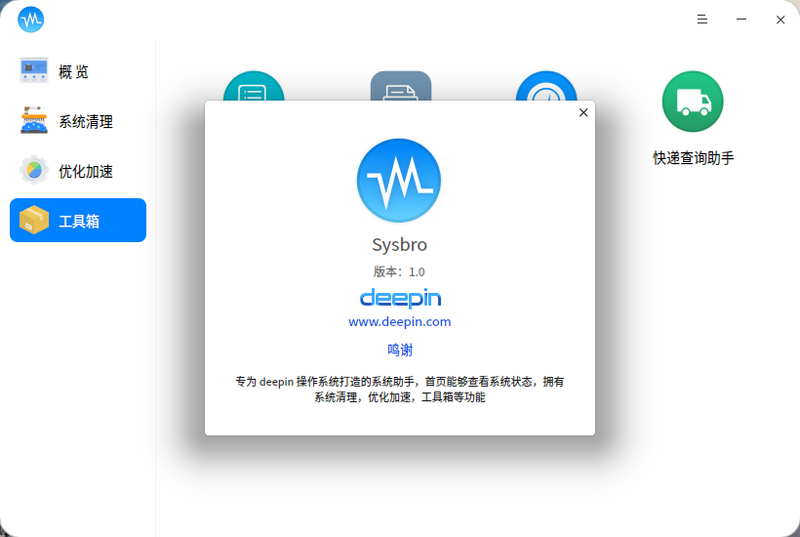 概 览
系统清理
优化加速
工具箱
快递查询助手
Sysbro
版本：1.0
deepin
www.deepin.com
鸣谢
专为 deepin 操作系统打造的系统助手，首页能够查看系统状态，拥有
系统清理，优化加速，工具箱等功能